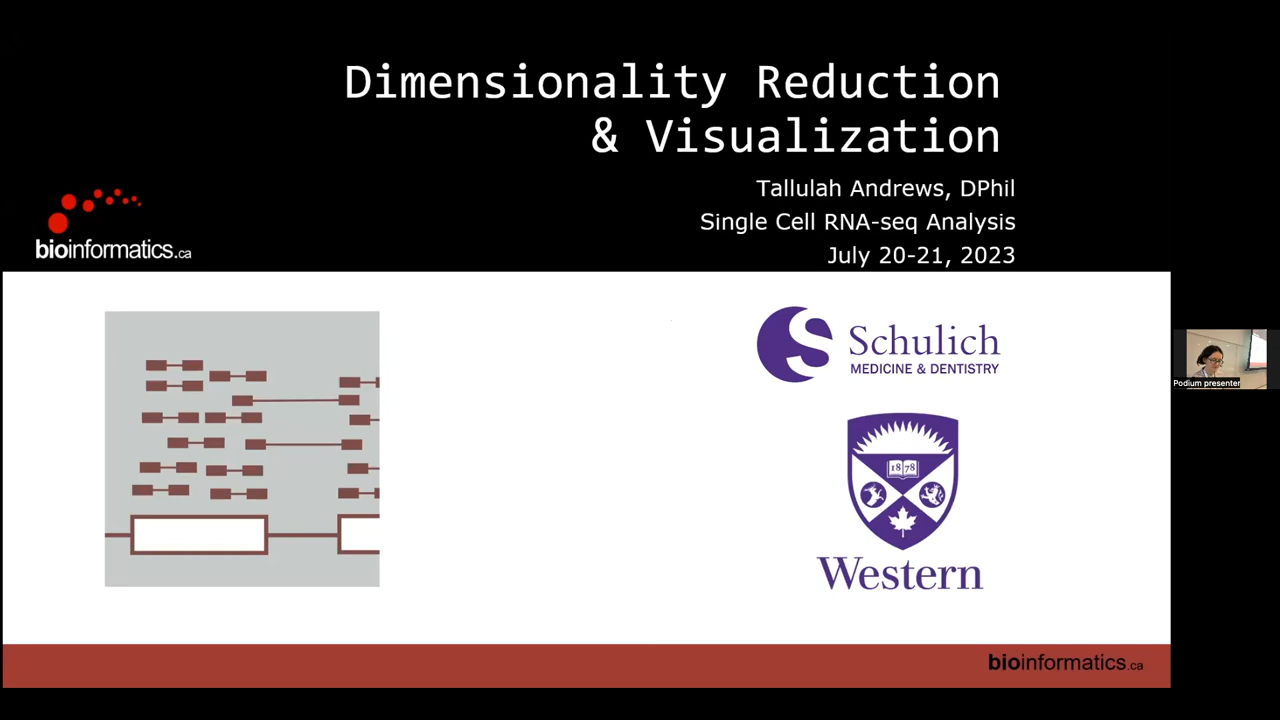 Dimensionality Reduction
& Visualization
Tallulah Andrews, DPhil
Single Cell RNA-seq Analysis
July 20-21, 2023
bioinformatics.ca
Schulich
MEDICINE & DENTISTRY
1878
Western
Podium presenter
bioinformatics.ca